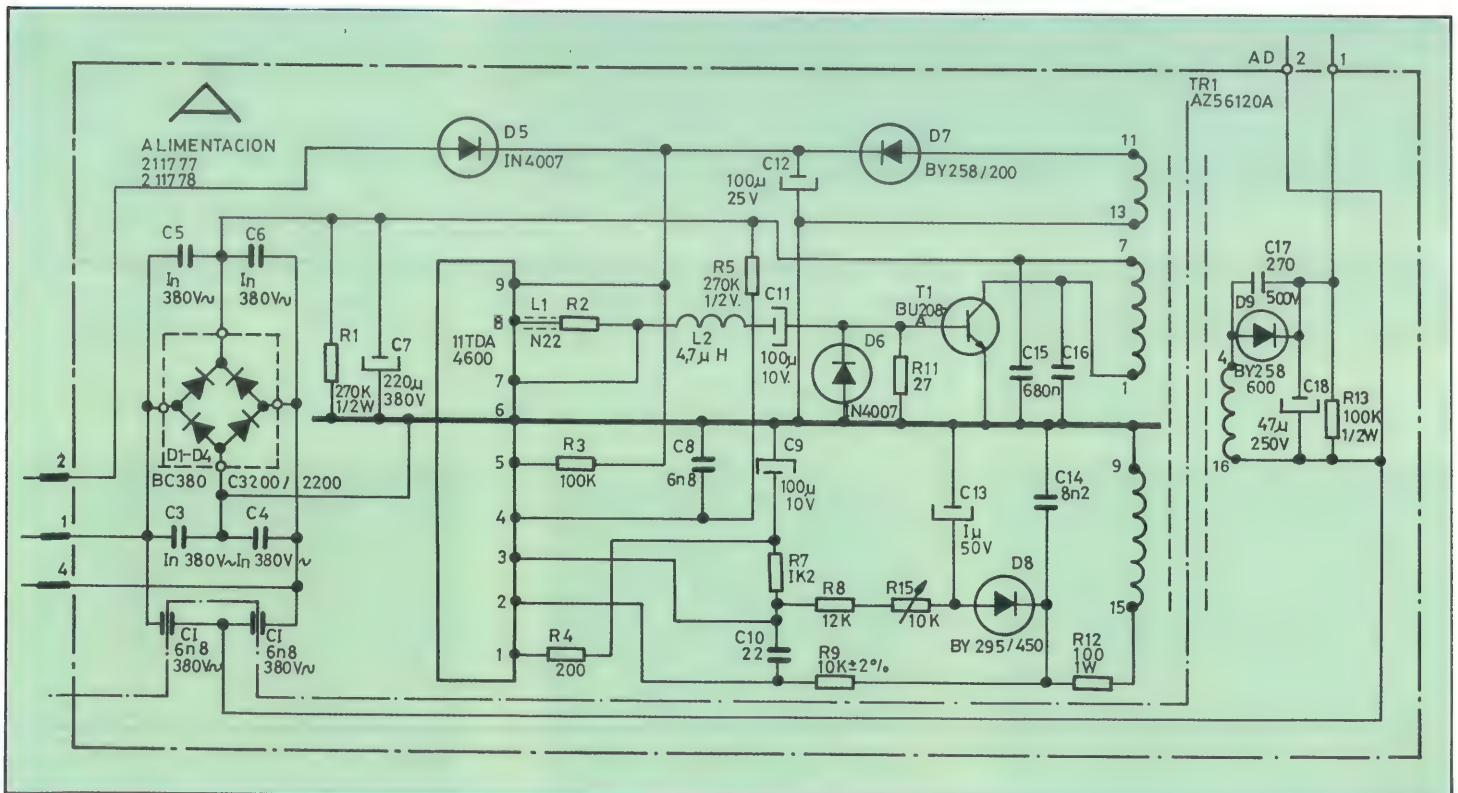 AD 2 1
TR1
AZ56120A
ALIMENTACION
211777
211778
D5
IN4007
D7
BY258/200
C12
100µ
25V
11
13
7
1
C5
In
380V~
C6
In
380V~
R1
270K
1/2W
C7
220µ
380V
11TDA
4600
9
8
7
6
5
4
3
2
1
L1
N22
R2
L2
4,7µH
R5
270K
1/2V.
C11
100µ
10V.
D6
IN4007
R11
27
T1
BU208-
A
C15
680n
C16
C17
270
500V
D9
BY258
600
4
16
C18
47µ
250V
R13
100K
1/2W
D1-D4
BC380 C3200/2200
2
1
4
C3
In 380V~
C4
In 380V~
C1
6n8
380V~
C1
6n8
380V~
R3
100K
C8
6n8
C9
100µ
10V
R7
1K2
R4
200
C10
22
R8
12K
R15
10K
R9
10K±2%
C13
1µ
50V
D8
BY 295/450
C14
8n2
9
15
R12
100
1W